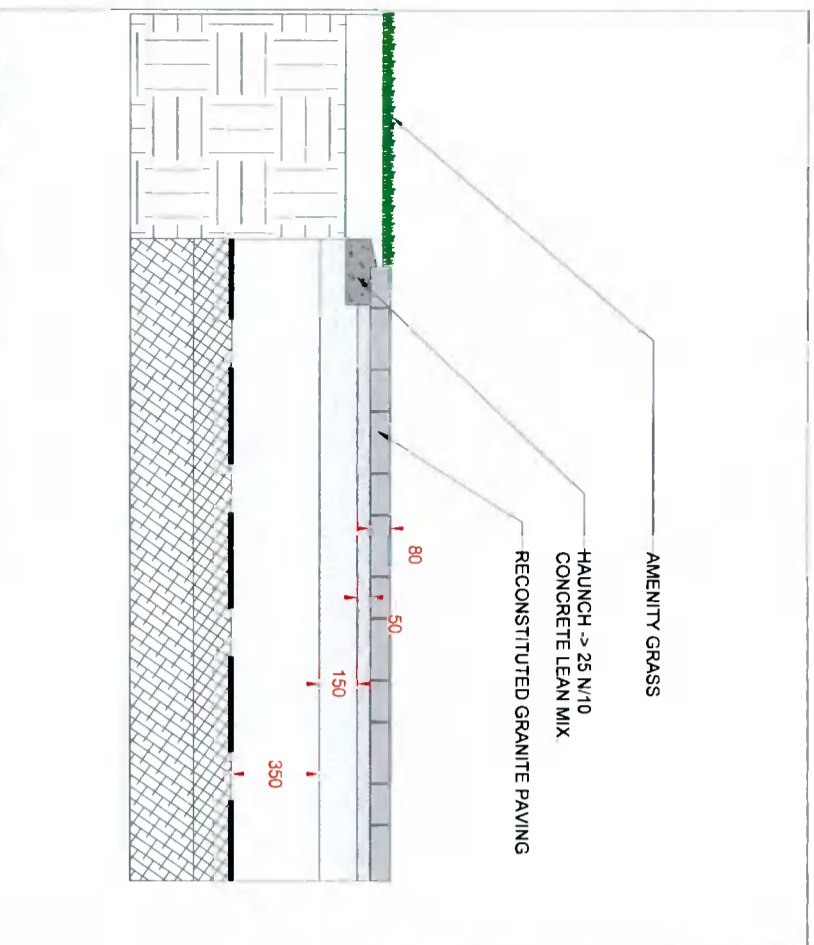 AMENITY GRASS
HAUNCH -> 25 N/10
CONCRETE LEAN MIX.
RECONSTITUTED GRANITE PAVING
80
50
150
350